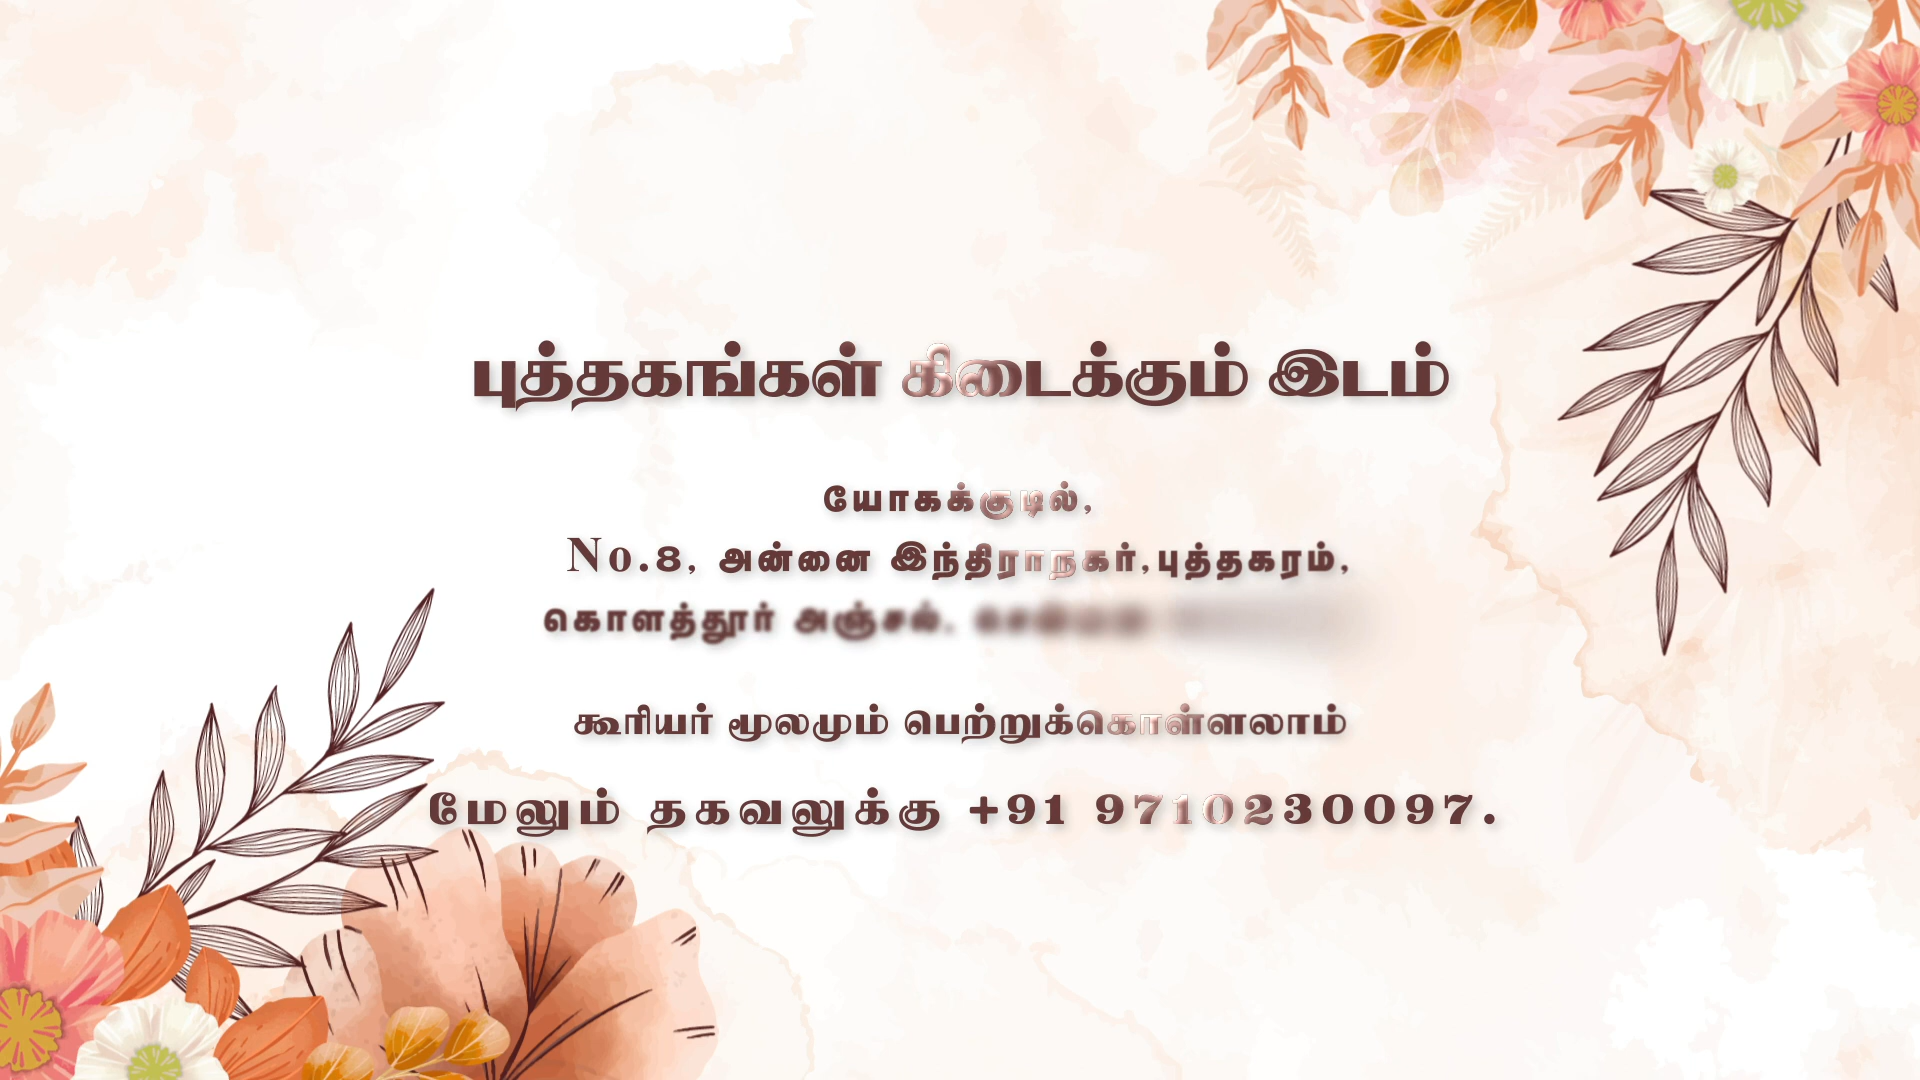 புத்தகங்கள் கிடைக்கும் இடம்
யோகக்குடில்,
No.8, அன்னை இந்திராநகர்,புத்தகரம்,
கொளத்தூர் அஞ்சல்,
கூரியர் மூலமும் பெற்றுக்கொள்ளலாம்
மேலும் தகவலுக்கு +91 9710230097.